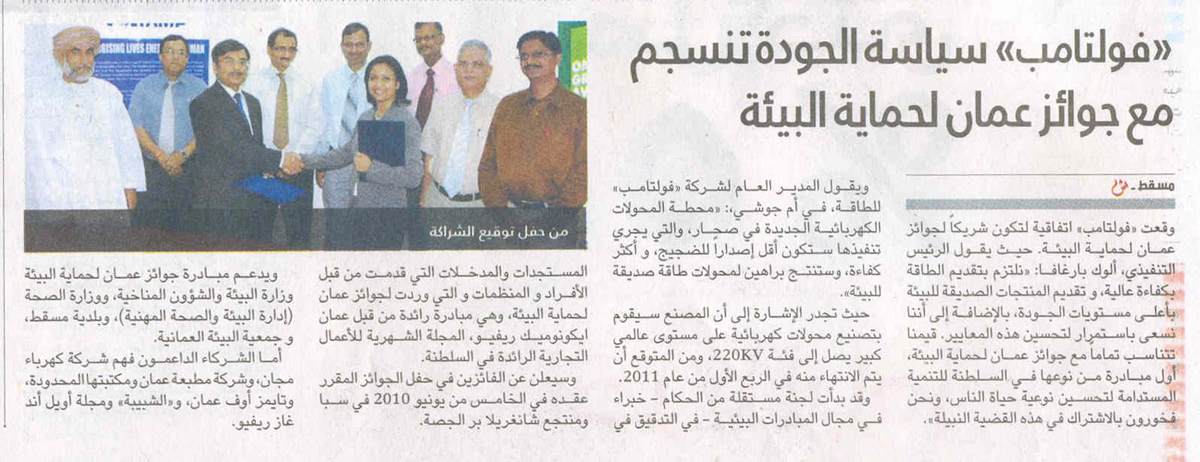 «فولتامب» سياسة الجودة تنسجم
مع جوائز عمان لحماية البيئة
مسقط -
وقعت «فولتامب» اتفاقية لتكون شريكاً لجوائز
عمان لحماية البيئة. حيث يقول الرئيس
التنفيذي، ألوك بارغافا: «نلتزم بتقديم الطاقة
بكفاءة عالية، و تقديم المنتجات الصديقة للبيئة
بأعلى مستويات الجودة، بالإضافة إلى أننا
نسعى باستمرار لتحسين هذه المعايير. قيمنا
تتناسب تماماً مع جوائز عمان لحماية البيئة،
أول مبادرة من نوعها في السلطنة للتنمية
المستدامة لتحسين نوعية حياة الناس، ونحن
فخورون بالاشتراك في هذه القضية النبيلة».
ويقول المدير العام لشركة «فولتامب»
للطاقة، في أم جوشي،: «محطة المحولات
الكهربائية الجديدة في صحار، والتي يجري
تنفيذها ستكون أقل إصداراً للضجيج، و أكثر
كفاءة، وستنتج براهين لمحولات طاقة صديقة
للبيئة».
حيث تجدر الإشارة إلى أن المصنع سيقوم
بتصنيع محولات كهربائية على مستوى عالمي
كبير يصل إلى فئة 220KV، ومن المتوقع أن
يتم الانتهاء منه في الربع الأول من عام 2011.
وقد بدأت لجنة مستقلة من الحكام – خبراء
في مجال المبادرات البيئية – في التدقيق في
GISING LIVES ENE MAN
من حفل توقيع الشراكة
المستجدات والمدخلات التي قدمت من قبل
الأفراد و المنظمات و التي وردت لجوائز عمان
لحماية البيئة، وهي مبادرة رائدة من قبل عمان
ايكونوميك ريفيو، المجلة الشهرية للأعمال
التجارية الرائدة في السلطنة.
وسيعلن عن الفائزين في حفل الجوائز المقرر
عقده في الخامس من يونيو 2010 في سبا
ومنتجع شانغريلا بر الجصة.
ويدعم مبادرة جوائز عمان لحماية البيئة
وزارة البيئة والشؤون المناخية، ووزارة الصحة
(إدارة البيئة والصحة المهنية)، وبلدية مسقط،
و جمعية البيئة العمانية.
أما الشركاء الداعمون فهم شركة كهرباء
مجان، وشركة مطبعة عمان ومكتبتها المحدودة،
وتايمز أوف عمان، و«الشبيبة» ومجلة أويل أند
غاز ريفيو.